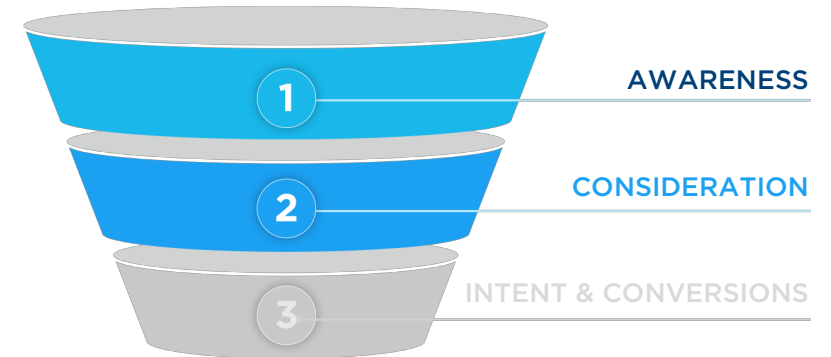 1
AWARENESS
2
CONSIDERATION
3
INTENT & CONVERSIONS